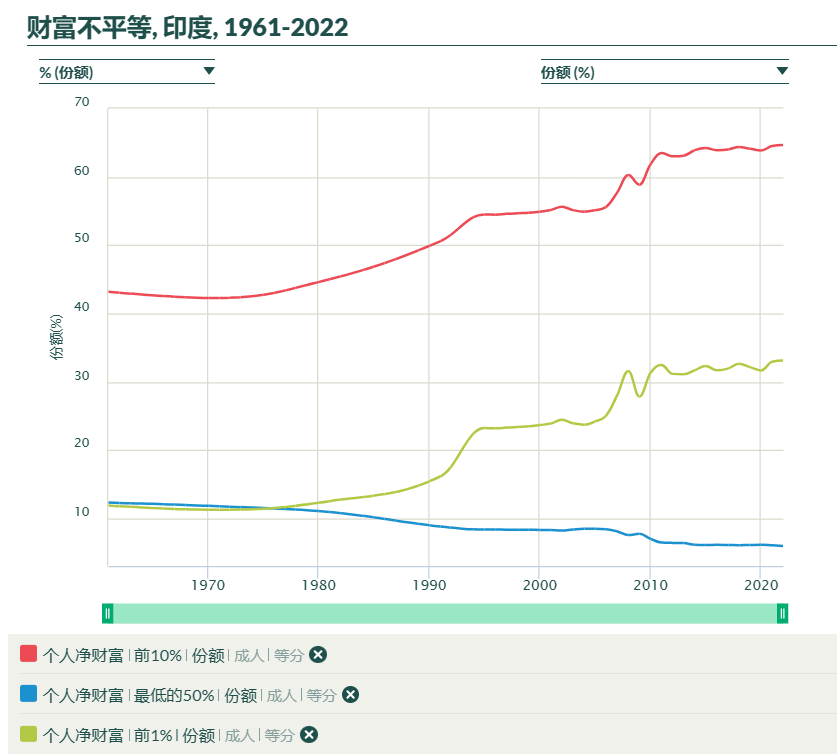 财富不平等, 印度, 1961-2022
% (份额) 份额 (%)
70
60
50
40
30
20
10
份额(%)
1970 1980 1990 2000 2010 2020
个人净财富 | 前10% | 份额 | 成人 | 等分
个人净财富 | 最低的50% | 份额 | 成人 | 等分
个人净财富 | 前1% | 份额 | 成人 | 等分